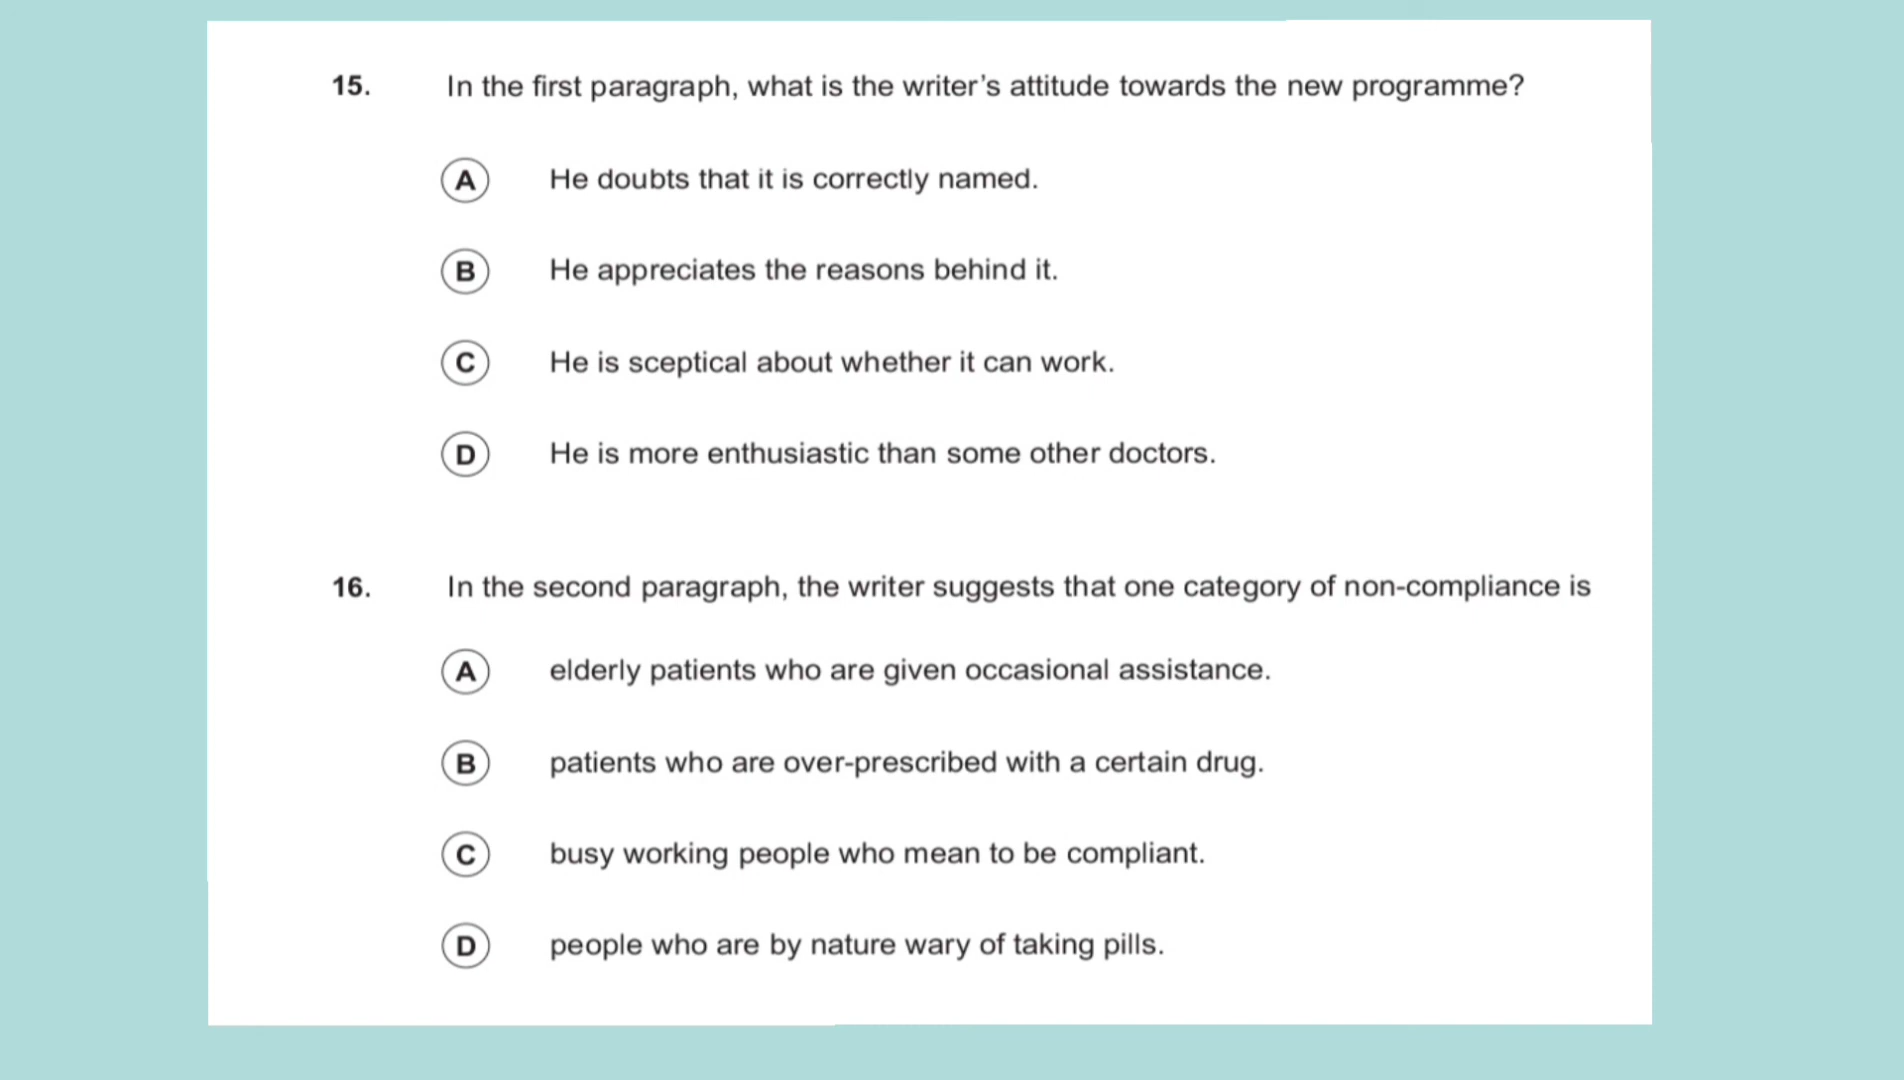 15. In the first paragraph, what is the writer's attitude towards the new programme?
A He doubts that it is correctly named.
B He appreciates the reasons behind it.
C He is sceptical about whether it can work.
D He is more enthusiastic than some other doctors.
16. In the second paragraph, the writer suggests that one category of non-compliance is
A elderly patients who are given occasional assistance.
B patients who are over-prescribed with a certain drug.
C busy working people who mean to be compliant.
D people who are by nature wary of taking pills.